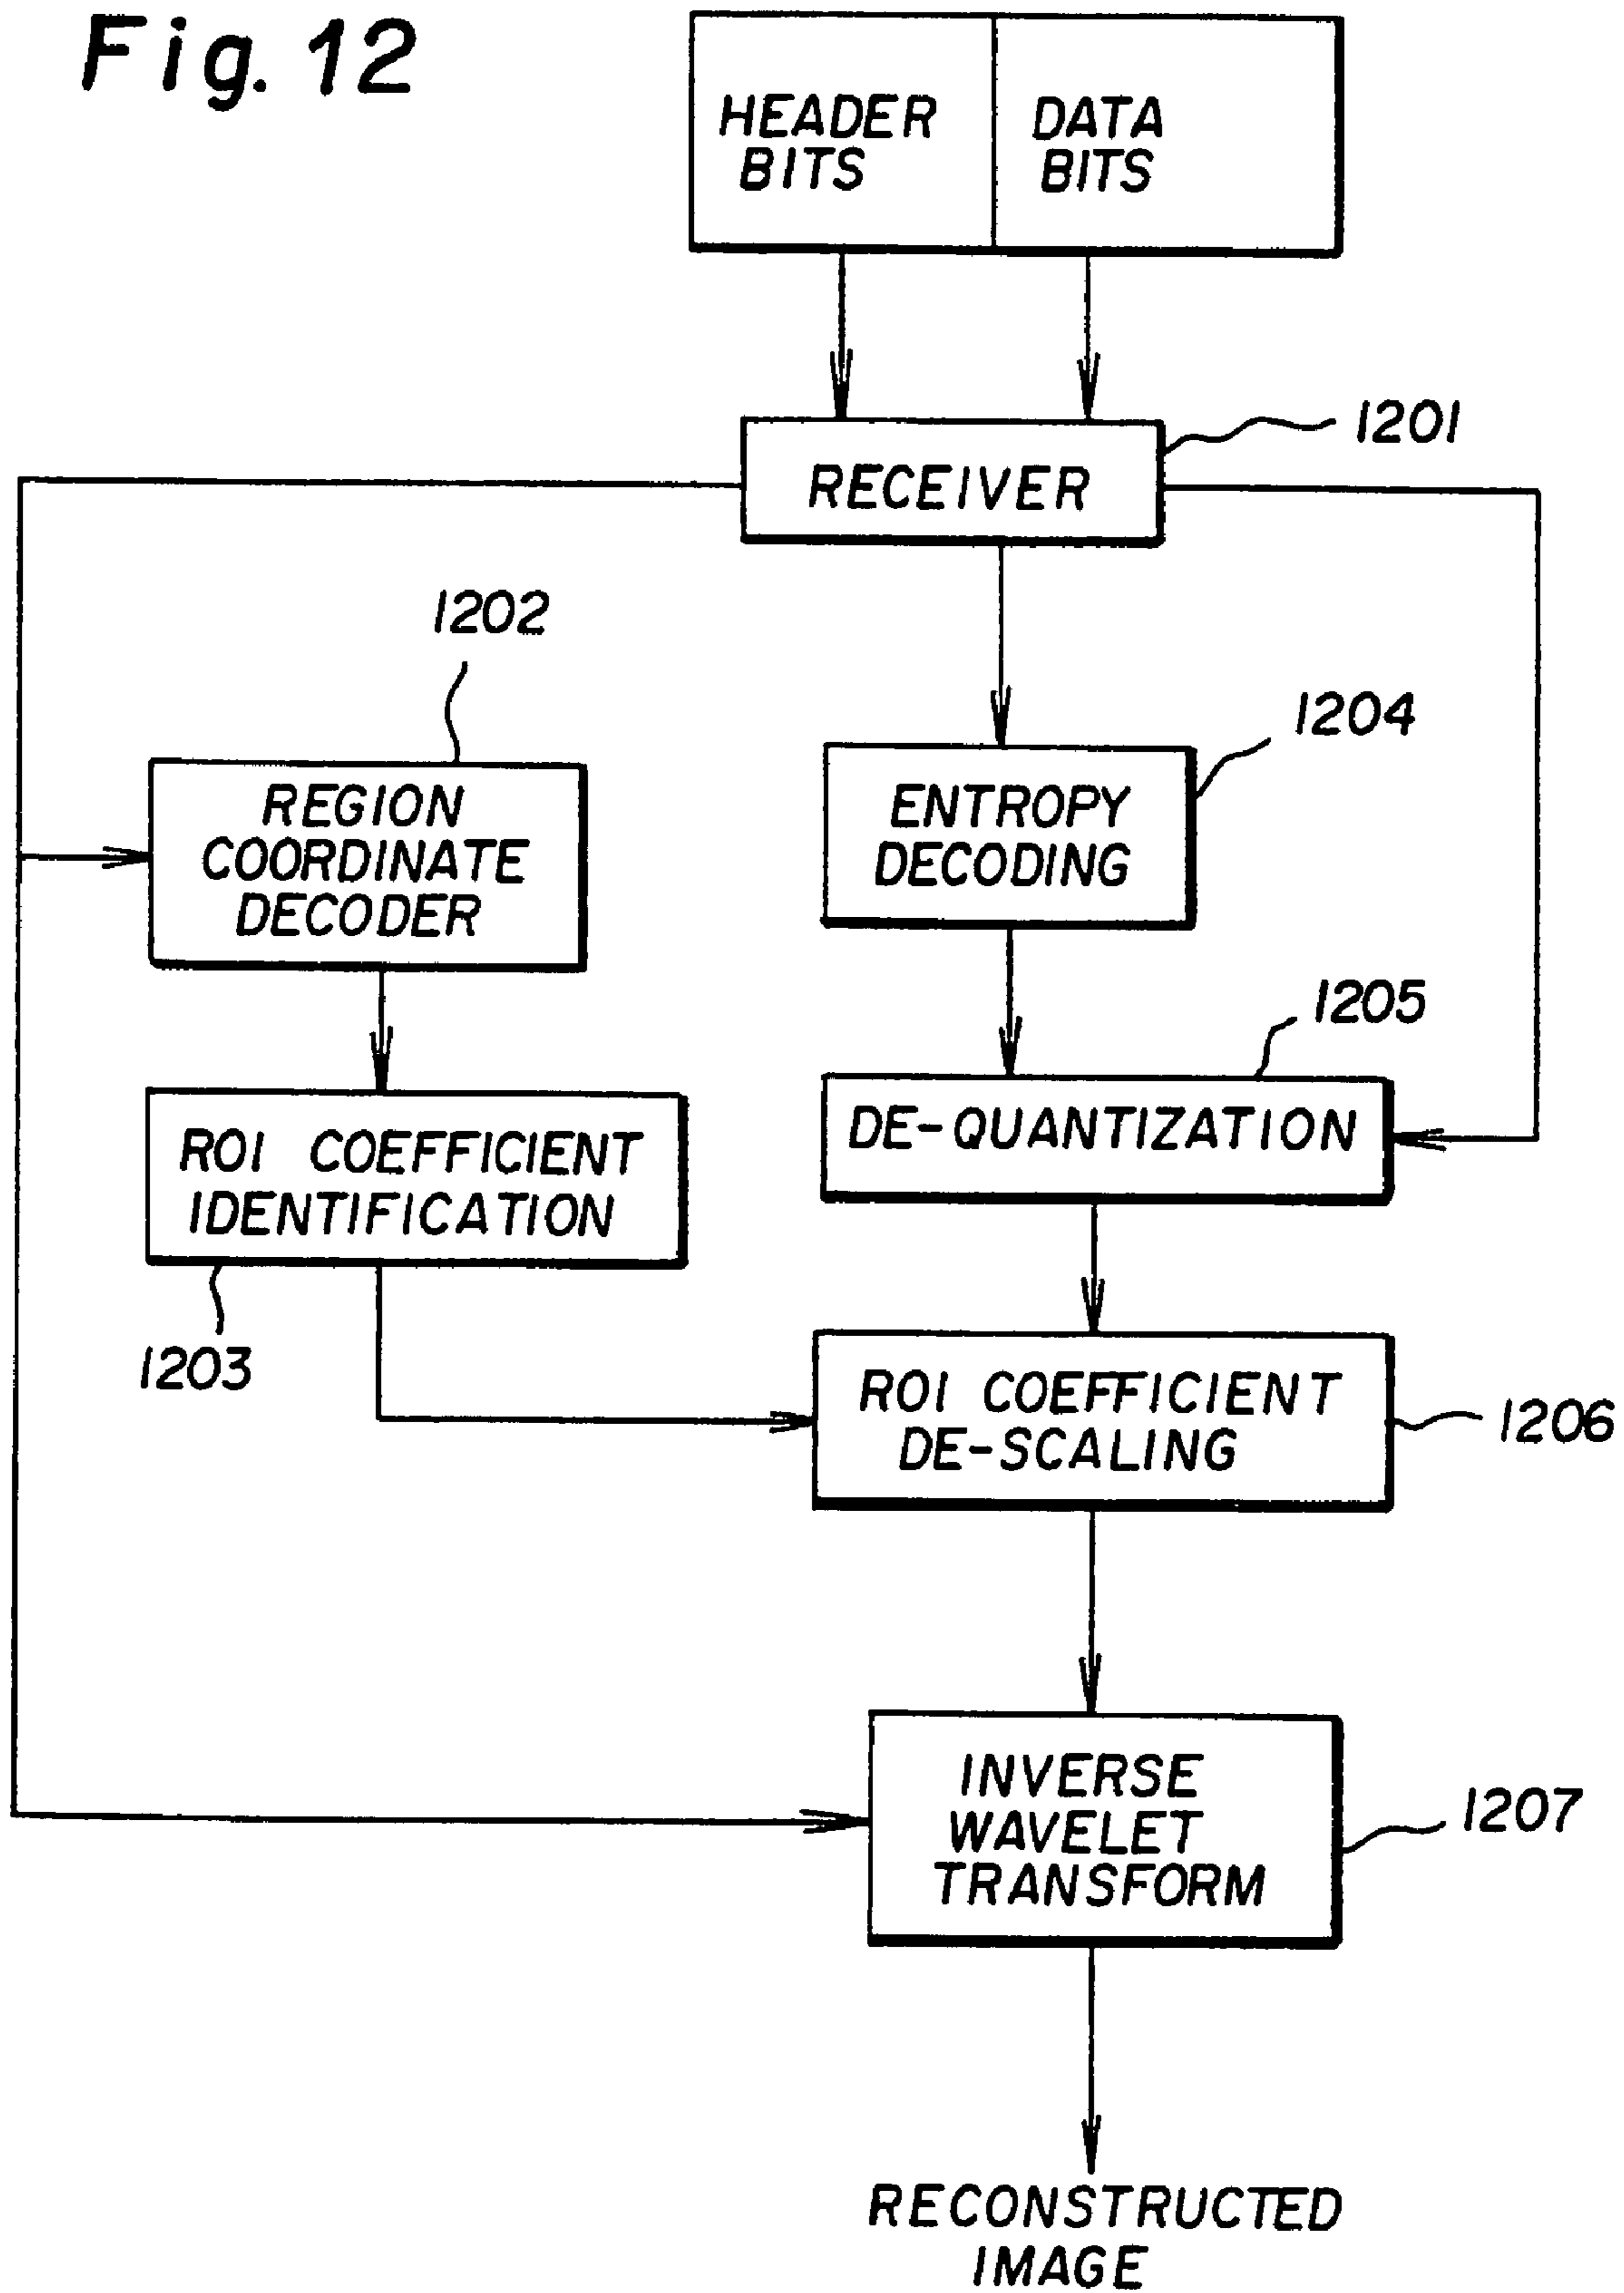 Fig. 12
HEADER
BITS
DATA
BITS
1201
RECEIVER
1202
1204
REGION
COORDINATE
DECODER
ENTROPY
DECODING
1205
DE-QUANTIZATION
ROI COEFFICIENT
IDENTIFICATION
1203
ROI COEFFICIENT
DE-SCALING
1206
INVERSE
WAVELET
TRANSFORM
1207
RECONSTRUCTED
IMAGE